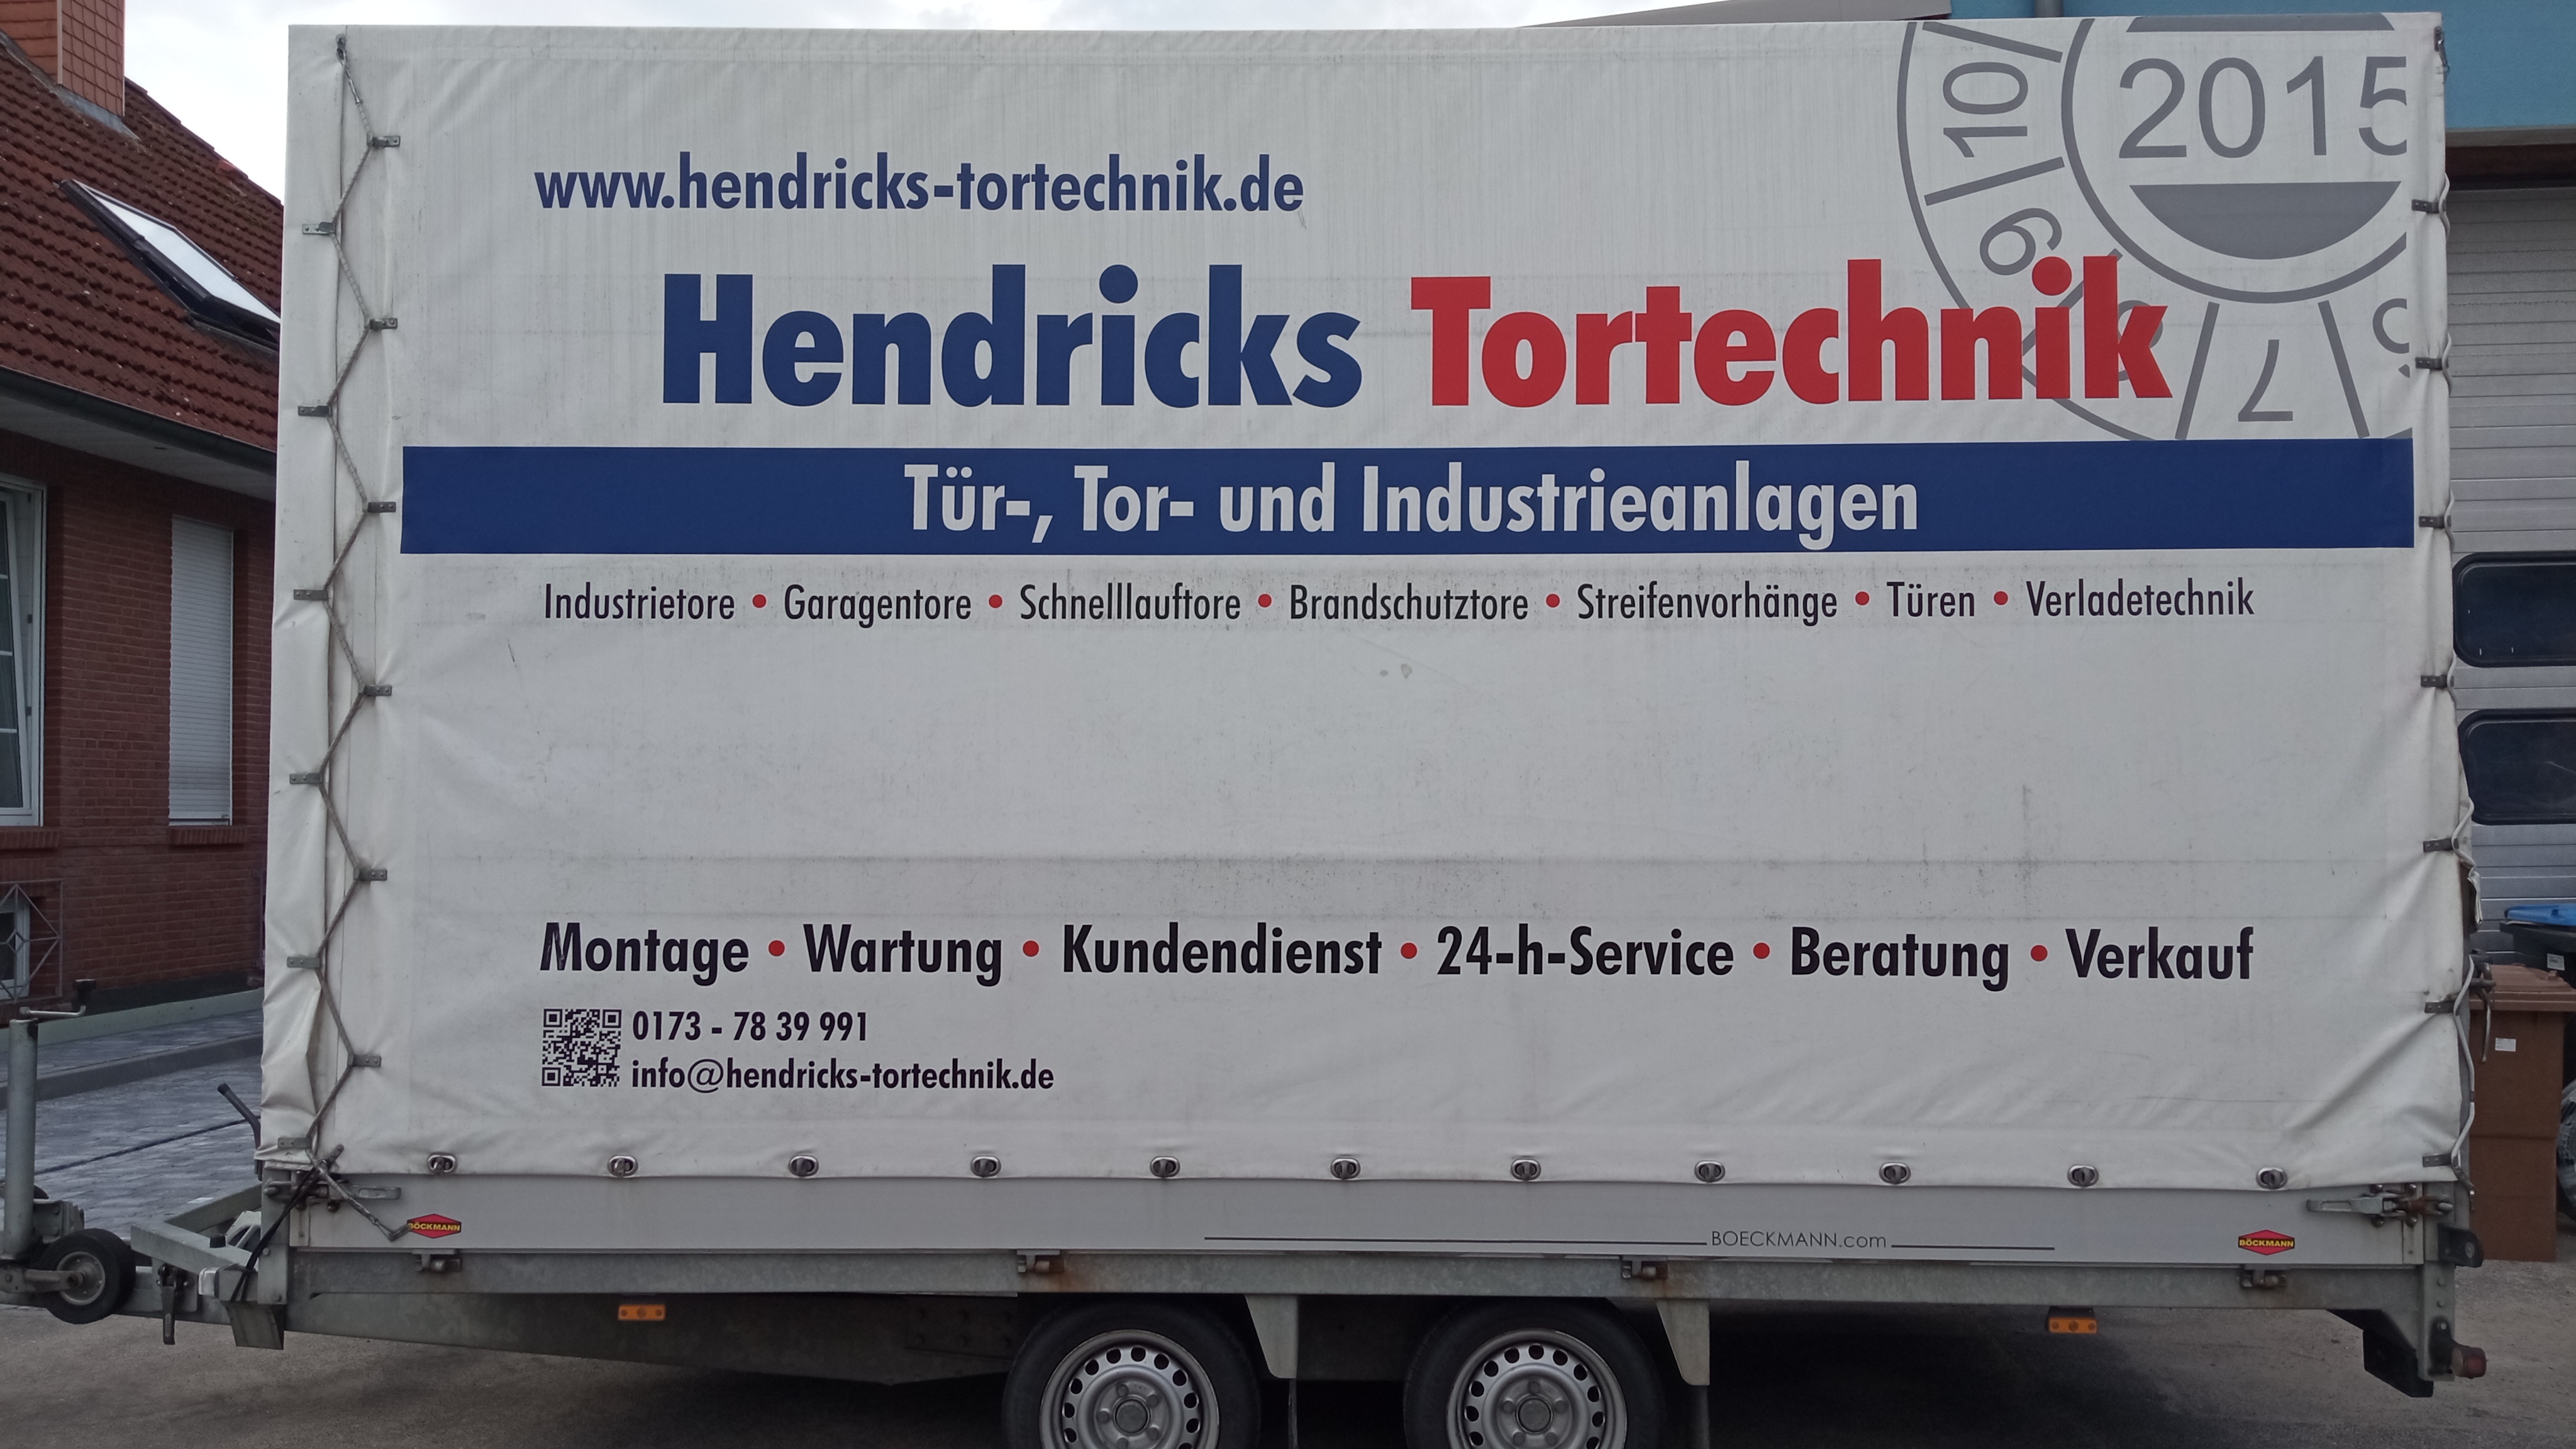 10
2015
9
7
www.hendricks-tortechnik.de
Hendricks Tortechnik
Tür-, Tor- und Industrieanlagen
Industrietore • Garagentore • Schnelllauftore • Brandschutztore • Streifenvorhänge • Türen • Verladetechnik
Montage • Wartung • Kundendienst • 24-h-Service • Beratung • Verkauf
0173 - 78 39 991
info@hendricks-tortechnik.de
BÖCKMANN
BOECKMANN.com
BÖCKMANN